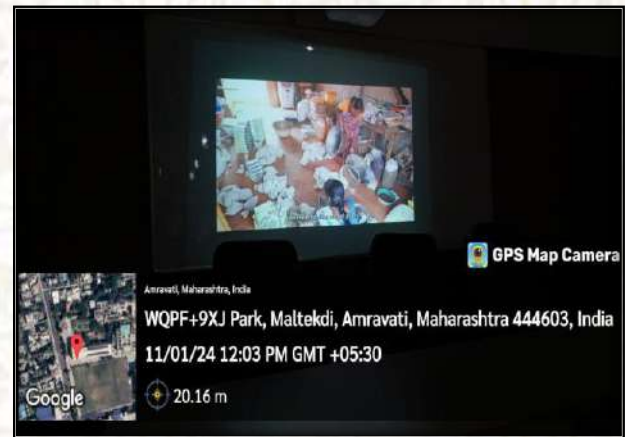 GPS Map Camera
Amravati, Maharashtra, India
WQPF+9XJ Park, Maltekdi, Amravati, Maharashtra 444603, India
11/01/24 12:03 PM GMT +05:30
Google
20.16 m